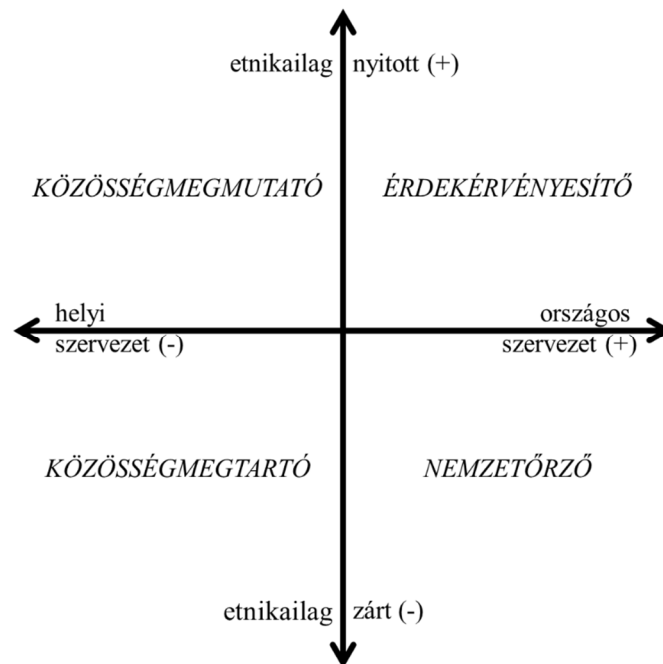 etnikailag nyitott (+)
KÖZÖSSÉGMEGMUTATÓ
ÉRDEKÉRVÉNYESÍTŐ
helyi
szervezet (-)
országos
szervezet (+)
KÖZÖSSÉGMEGTARTÓ
NEMZETŐRZŐ
etnikailag zárt (-)